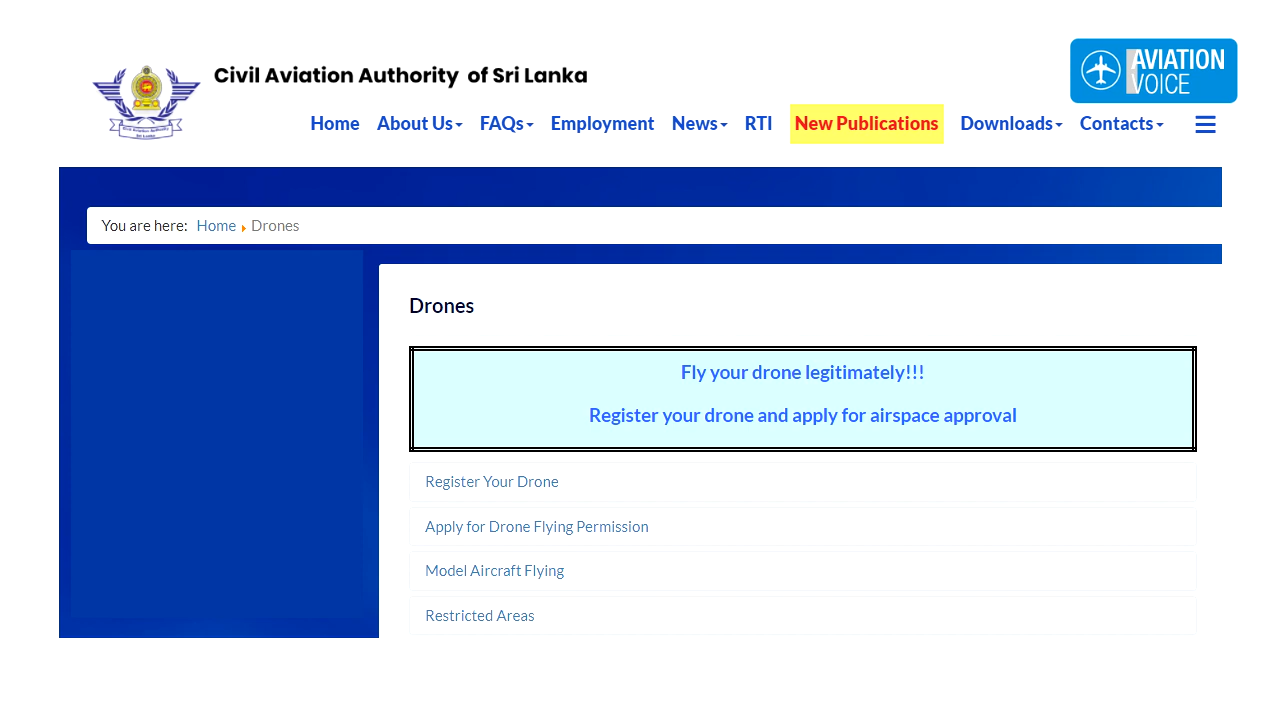 Civil Aviation Authority of Sri Lanka
AVIATION
VOICE
Home About Us FAQs Employment News RTI New Publications Downloads Contacts
You are here: Home Drones
Drones
Fly your drone legitimately!!!
Register your drone and apply for airspace approval
Register Your Drone
Apply for Drone Flying Permission
Model Aircraft Flying
Restricted Areas